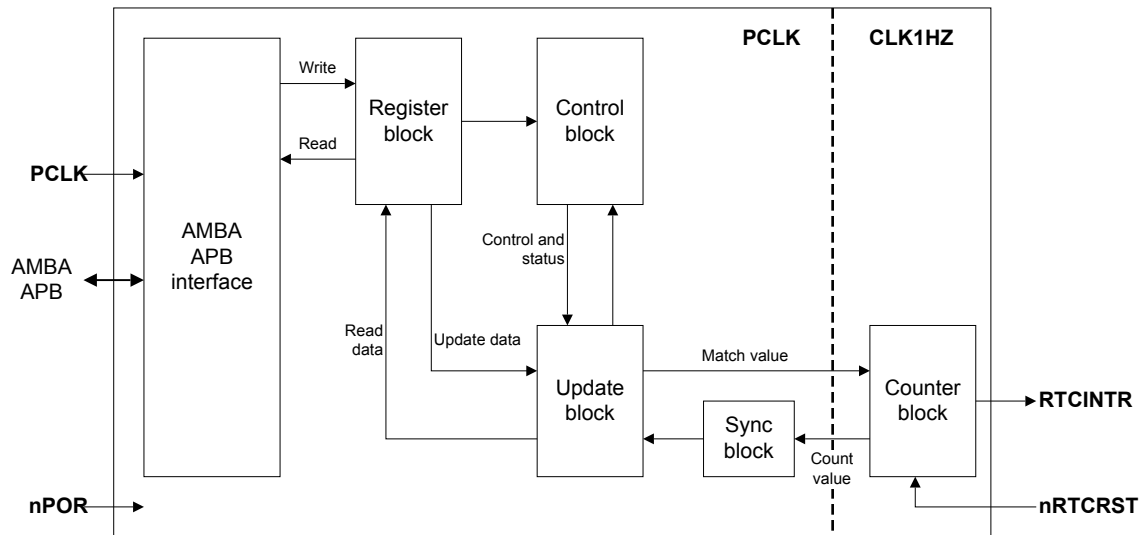 PCLK
CLK1HZ
Write
Register
block
Control
block
Read
PCLK
AMBA
APB
interface
AMBA
APB
Control and
status
Read
data
Update data
Match value
Update
block
Counter
block
RTCINTR
Sync
block
Count
value
nPOR
nRTCRST